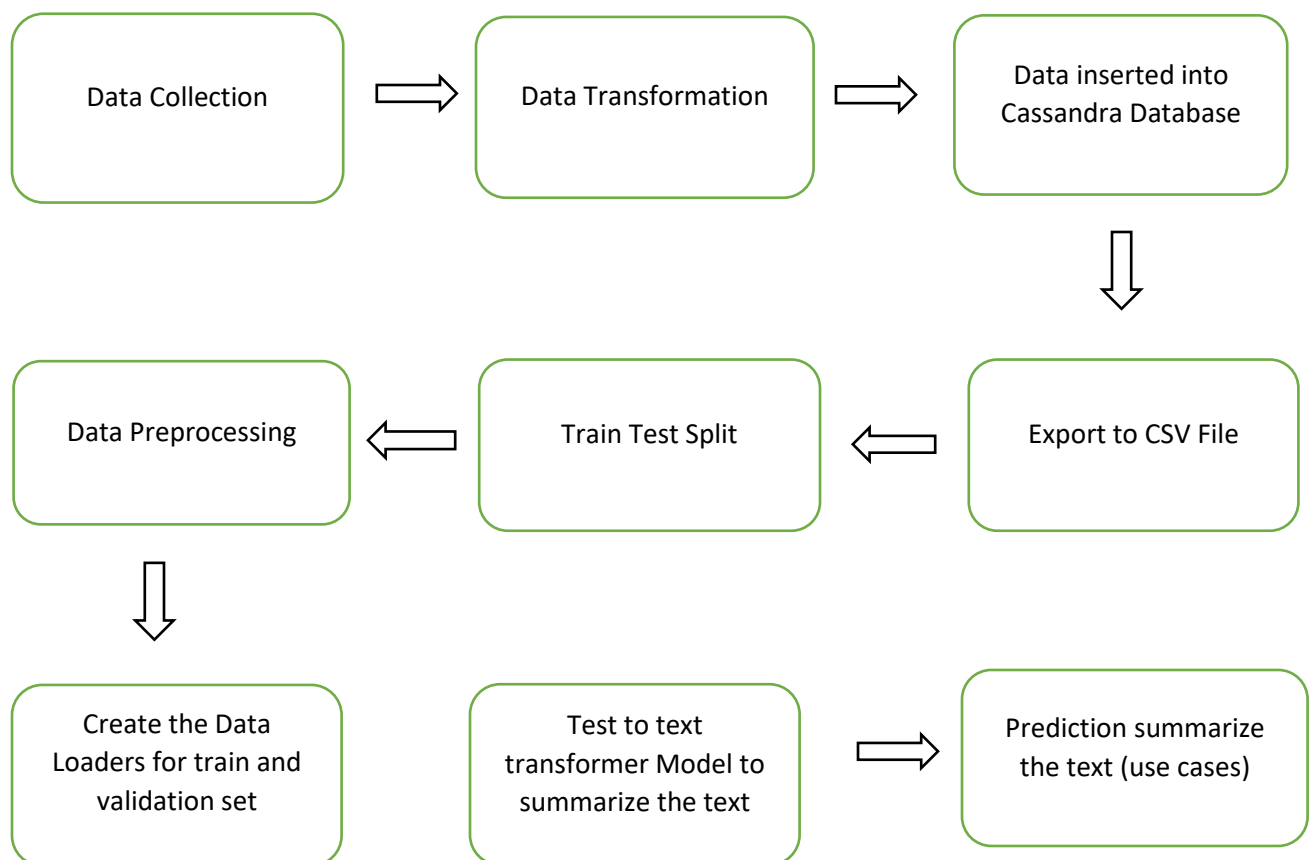 Data Collection
Data Transformation
Data inserted into
Cassandra Database
Data Preprocessing
Train Test Split
Export to CSV File
Create the Data
Loaders for train and
validation set
Test to text
transformer Model to
summarize the text
Prediction summarize
the text (use cases)